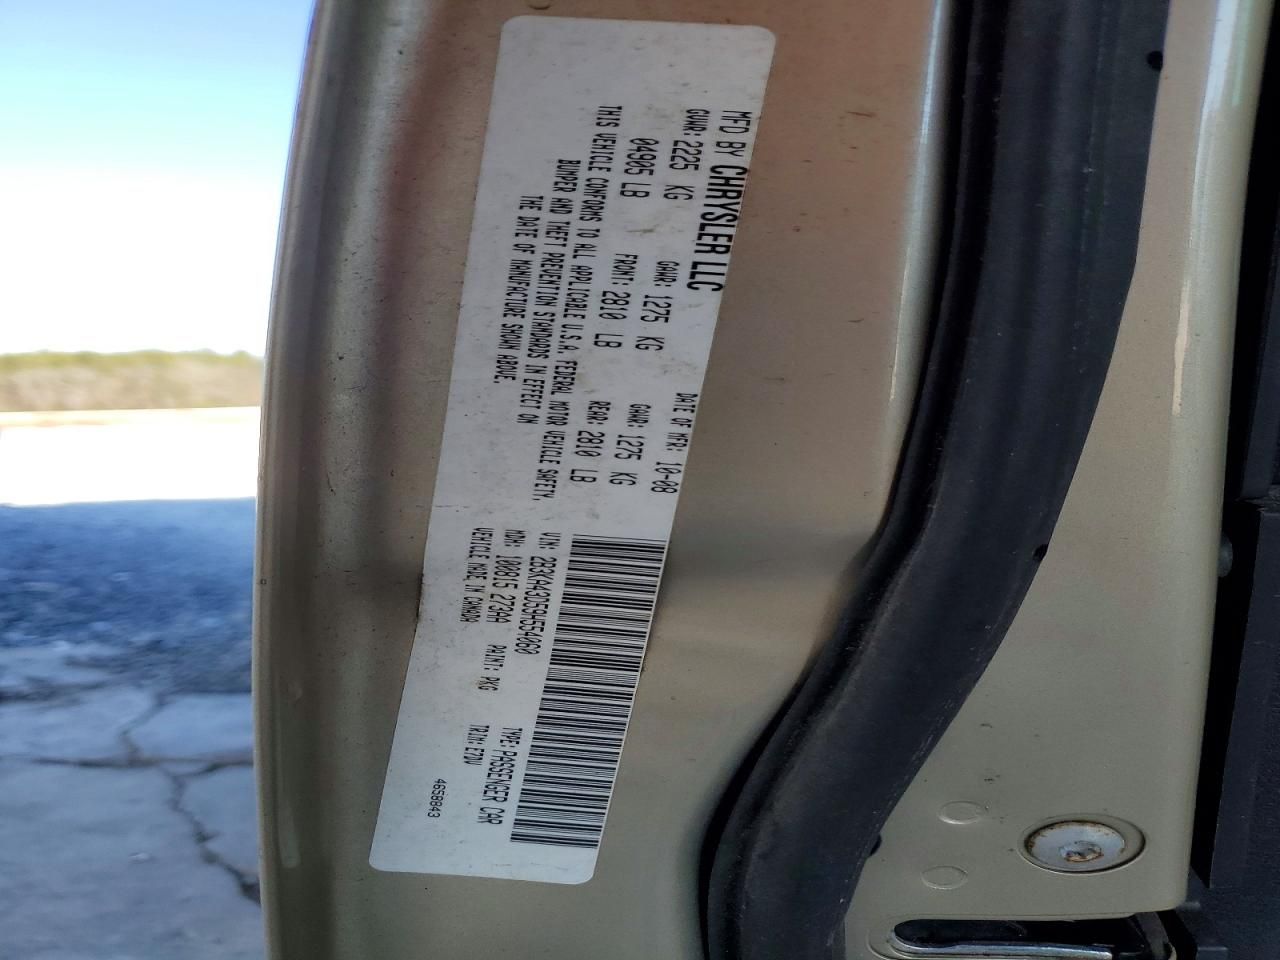 MFD BY CHRYSLER LLC DATE OF MFR: 10-08
GVWR: 2225 KG GAWR: 1275 KG GAWR: 1275 KG
04905 LB FRONT: 2810 LB REAR: 2810 LB
THIS VEHICLE CONFORMS TO ALL APPLICABLE U.S.A. FEDERAL MOTOR VEHICLE SAFETY,
BUMPER AND THEFT PREVENTION STANDARDS IN EFFECT ON
THE DATE OF MANUFACTURE SHOWN ABOVE.
VIN: 2B3KA43D59H554060 TYPE: PASSENGER CAR
MDH: 100815 273AA PAINT: PKG TRIM: E7DV
VEHICLE MADE IN CANADA
4658843